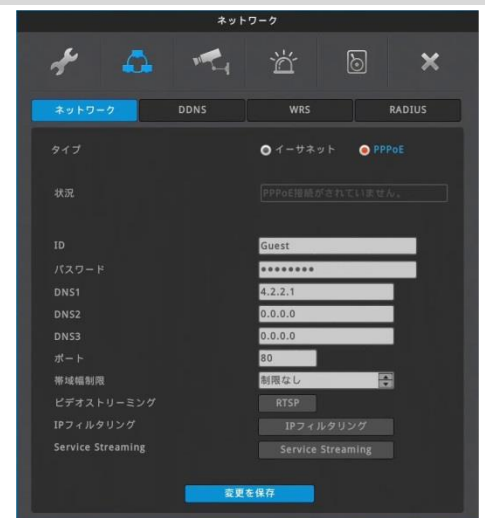 ネットワーク
ネットワーク DDNS WRS RADIUS
タイプ イーサネット PPPoE
状況 PPPoE接続がされていません。
ID Guest
パスワード ●●●●●●●●
DNS1 4.2.2.1
DNS2 0.0.0.0
DNS3 0.0.0.0
ポート 80
帯域幅制限 制限なし
ビデオストリーミング RTSP
IPフィルタリング IPフィルタリング
Service Streaming Service Streaming
変更を保存